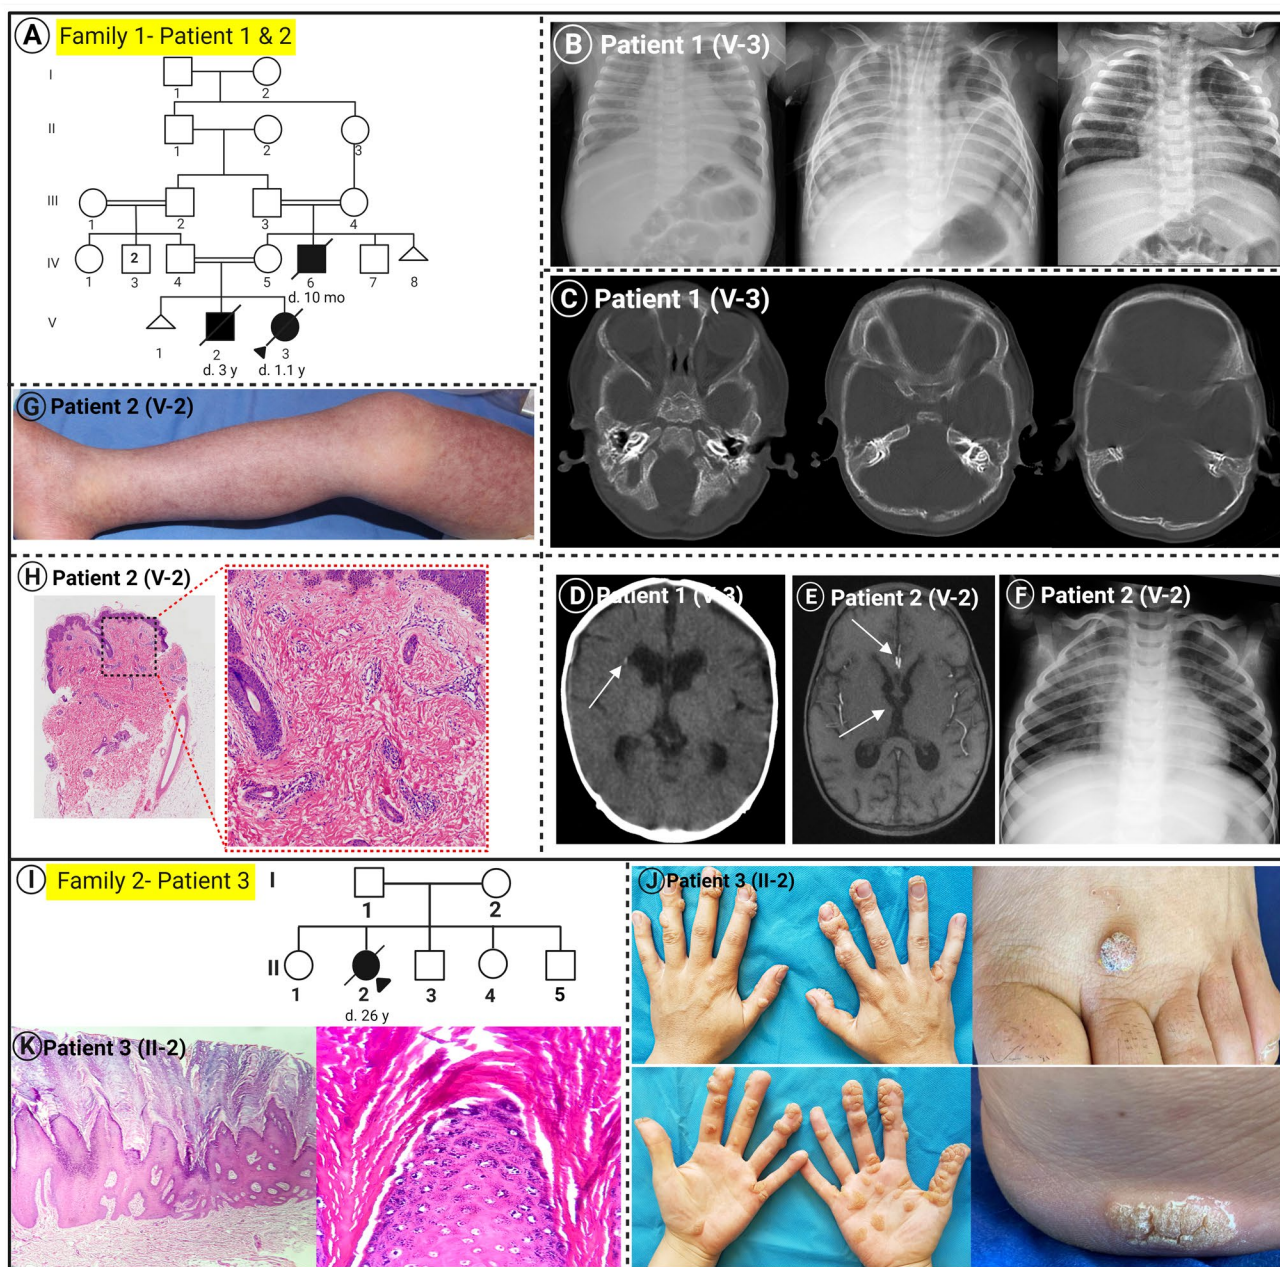 A Family 1- Patient 1 & 2
I
1 2
II
1 2 3
III
1 2 3 4
2
IV
1 3 4 5 6 7 8
d. 10 mo
V
1 2 3
d. 3 y d. 1.1 y
B Patient 1 (V-3)
C Patient 1 (V-3)
G Patient 2 (V-2)
H Patient 2 (V-2)
D Patient 1 (V-3)
E Patient 2 (V-2)
F Patient 2 (V-2)
I Family 2- Patient 3
I
1 2
II
1 2 3 4 5
d. 26 y
J Patient 3 (II-2)
K Patient 3 (II-2)